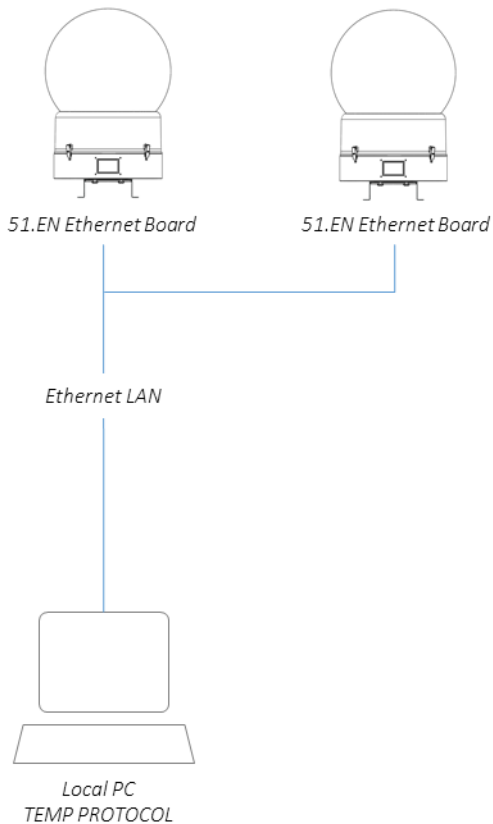 51.EN Ethernet Board
51.EN Ethernet Board
Ethernet LAN
Local PC
TEMP PROTOCOL